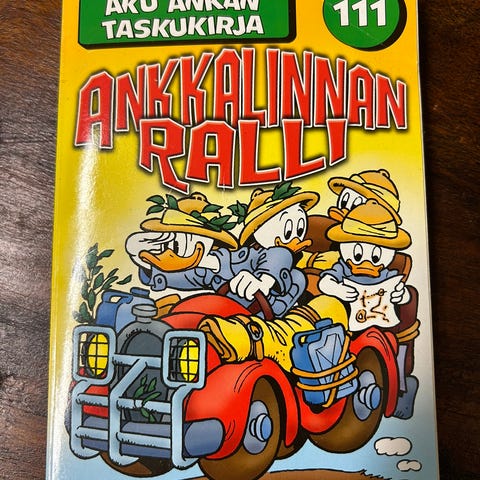 AKU ANKAN
TASKUKIRJA
111
ANKKALINNAN
RALLI